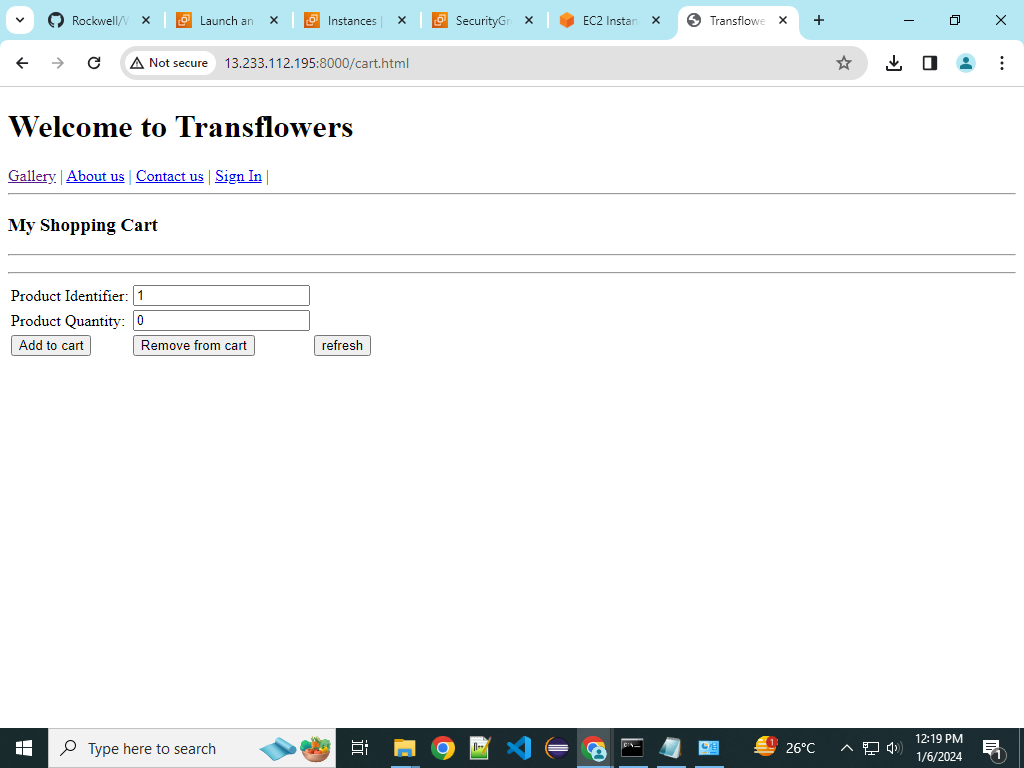 Rockwell/W
Launch an
Instances |
SecurityGr
EC2 Instan
Transflowe
Not secure
13.233.112.195:8000/cart.html
Welcome to Transflowers
Gallery | About us | Contact us | Sign In |
My Shopping Cart
Product Identifier: 1
Product Quantity: 0
Add to cart Remove from cart refresh
Type here to search
1
26°C
12:19 PM
1/6/2024
1